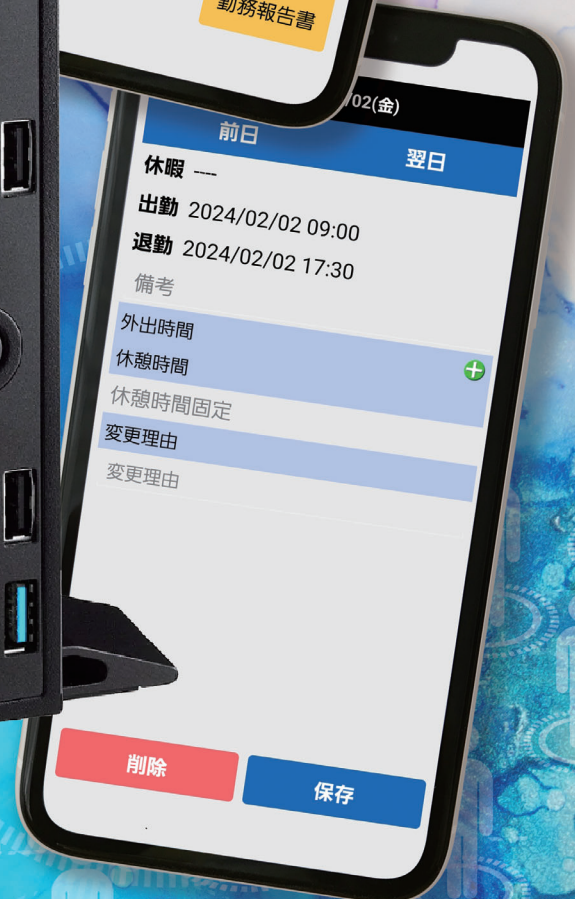 勤務報告書
/02(金)
前日 翌日
休暇 ----
出勤 2024/02/02 09:00
退勤 2024/02/02 17:30
備考
外出時間
休憩時間
休憩時間固定
変更理由
変更理由
削除 保存